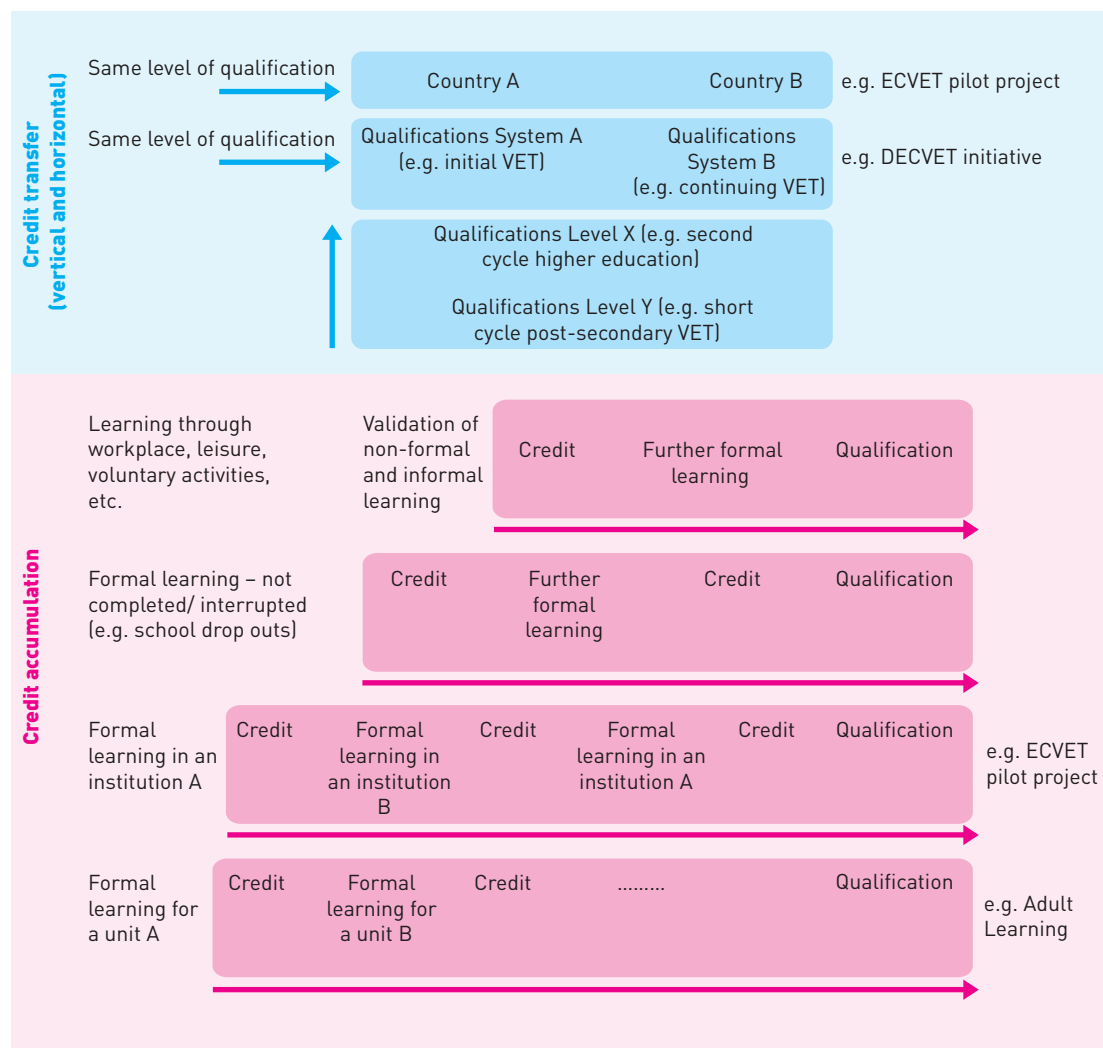 Credit transfer
(vertical and horizontal)
Same level of qualification
Country A
Country B
e.g. ECVET pilot project
Same level of qualification
Qualifications System A
(e.g. initial VET)
Qualifications
System B
(e.g. continuing VET)
e.g. DECVET initiative
Qualifications Level X (e.g. second
cycle higher education)
Qualifications Level Y (e.g. short
cycle post-secondary VET)
Credit accumulation
Learning through
workplace, leisure,
voluntary activities,
etc.
Validation of
non-formal
and informal
learning
Credit
Further formal
learning
Qualification
Formal learning – not
completed/ interrupted
(e.g. school drop outs)
Credit
Further
formal
learning
Credit
Qualification
Formal
learning in an
institution A
Credit
Formal
learning in
an institution
B
Credit
Formal
learning in an
institution A
Credit
Qualification
e.g. ECVET
pilot project
Formal
learning for
a unit A
Credit
Formal
learning for
a unit B
Credit
.........
Qualification
e.g. Adult
Learning